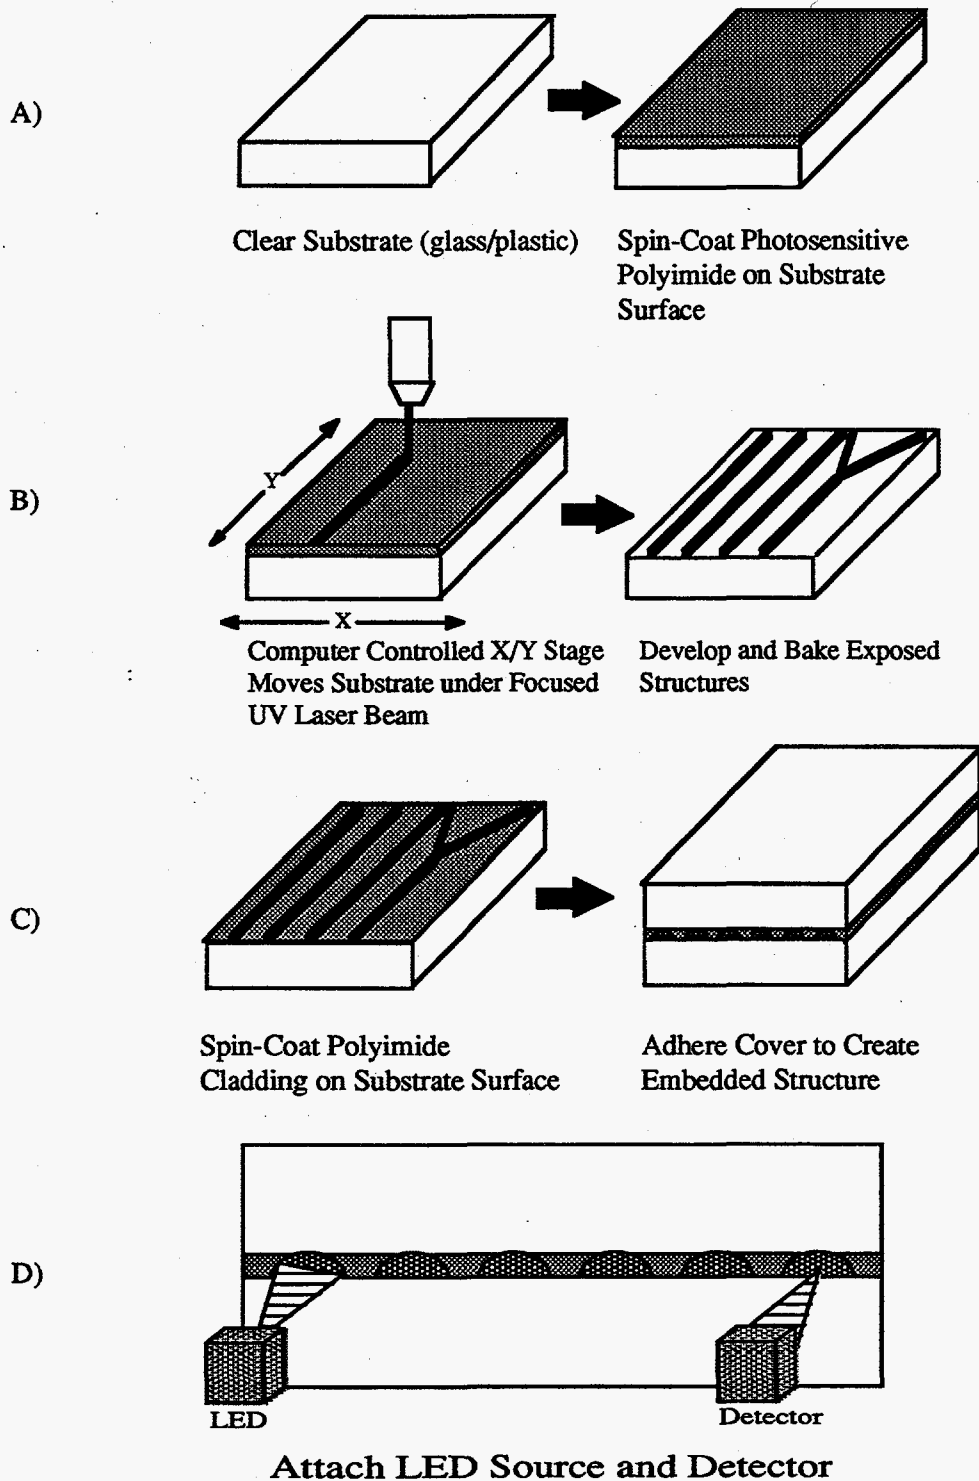 A)
Clear Substrate (glass/plastic)
Spin-Coat Photosensitive
Polyimide on Substrate
Surface
B)
Y
X
Computer Controlled X/Y Stage
Moves Substrate under Focused
UV Laser Beam
Develop and Bake Exposed
Structures
C)
Spin-Coat Polyimide
Cladding on Substrate Surface
Adhere Cover to Create
Embedded Structure
D)
LED
Detector
Attach LED Source and Detector